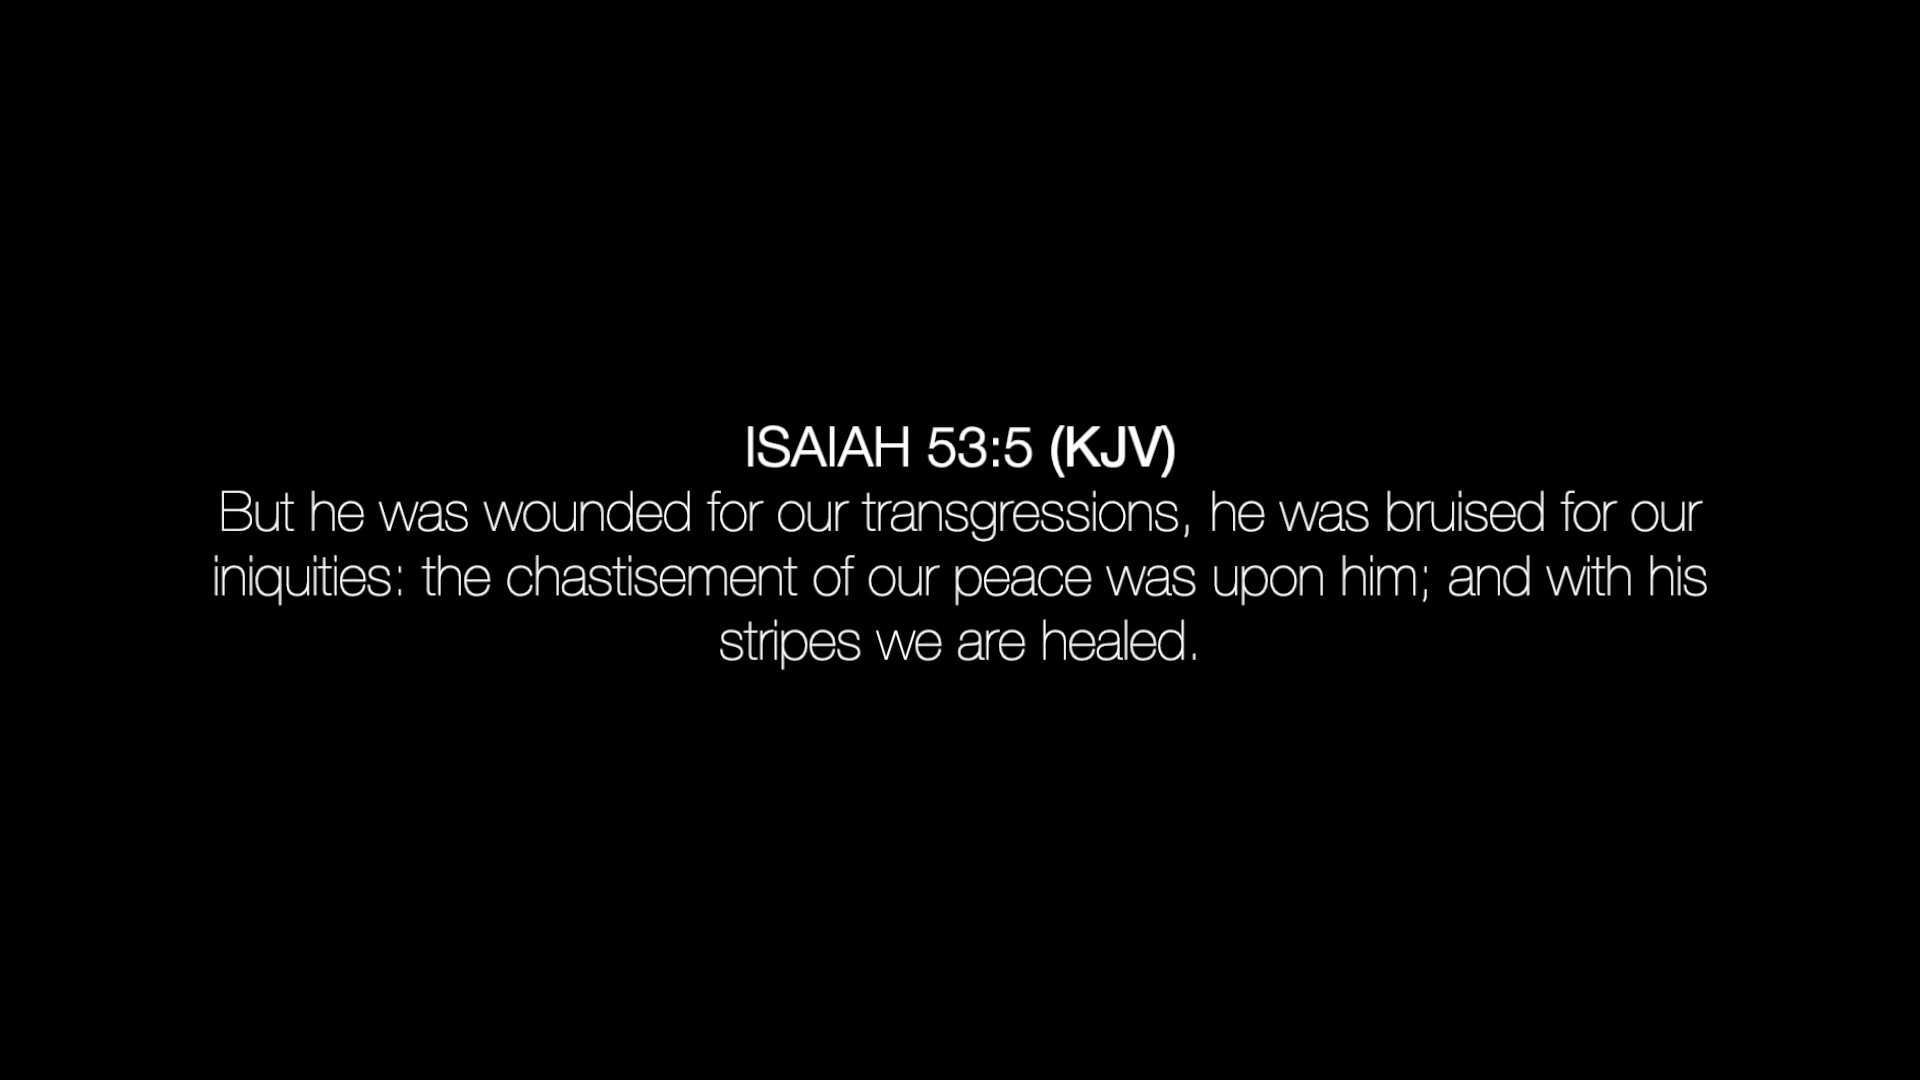 ISAIAH 53:5 (KJV)
But he was wounded for our transgressions, he was bruised for our
iniquities: the chastisement of our peace was upon him; and with his
stripes we are healed.